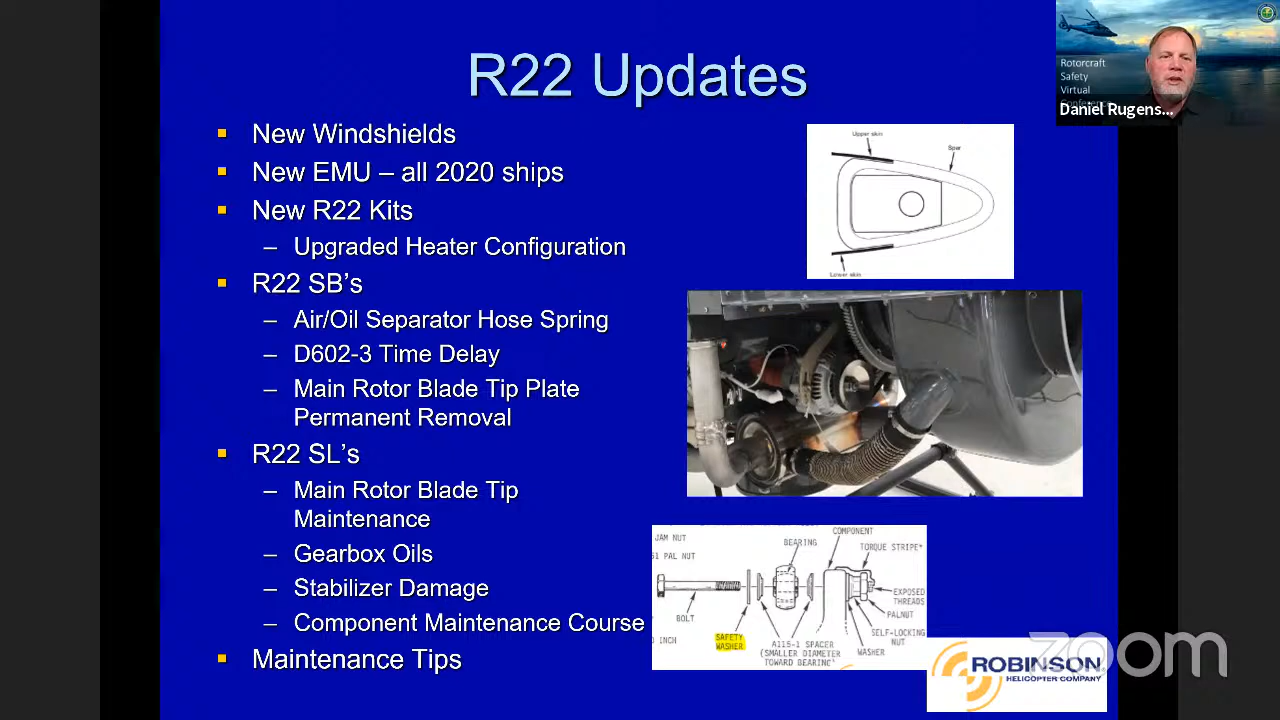 R22 Updates
New Windshields
New EMU – all 2020 ships
New R22 Kits
– Upgraded Heater Configuration
R22 SB's
– Air/Oil Separator Hose Spring
– D602-3 Time Delay
– Main Rotor Blade Tip Plate
Permanent Removal
R22 SL's
– Main Rotor Blade Tip
Maintenance
– Gearbox Oils
– Stabilizer Damage
– Component Maintenance Course
Maintenance Tips
Upper skin
Spar
Lower skin
JAM NUT
PAL NUT
BOLT
INCH
BEARING
COMPONENT
TORQUE STRIPE*
EXPOSED
THREADS
PALNUT
SELF-LOCKING
NUT
WASHER
SAFETY
WASHER
A115-1 SPACER
(SMALLER DIAMETER
TOWARD BEARING)
ROBINSON
HELICOPTER COMPANY
zoom
Rotorcraft
Safety
Virtual
Daniel Rugens...